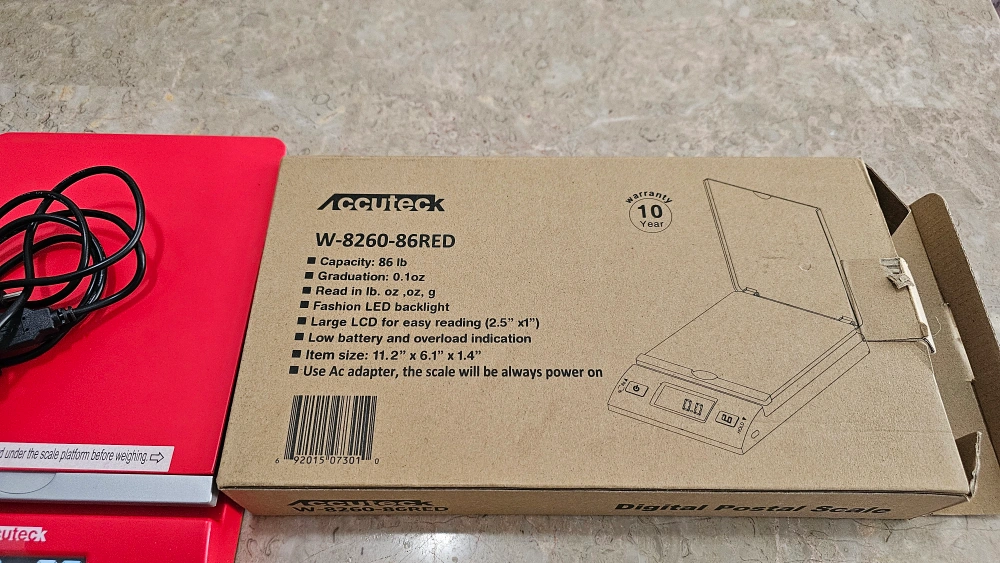 Accuteck
warranty
10
Year
W-8260-86RED
■ Capacity: 86 lb
■ Graduation: 0.1oz
■ Read in lb. oz ,oz, g
■ Fashion LED backlight
■ Large LCD for easy reading (2.5” x1”)
■ Low battery and overload indication
■ Item size: 11.2” x 6.1” x 1.4”
■ Use Ac adapter, the scale will be always power on
0.0
6 92015 07301 0
under the scale platform before weighing.
Accuteck
W-8260-86RED
Digital Postal Scale
cuteck